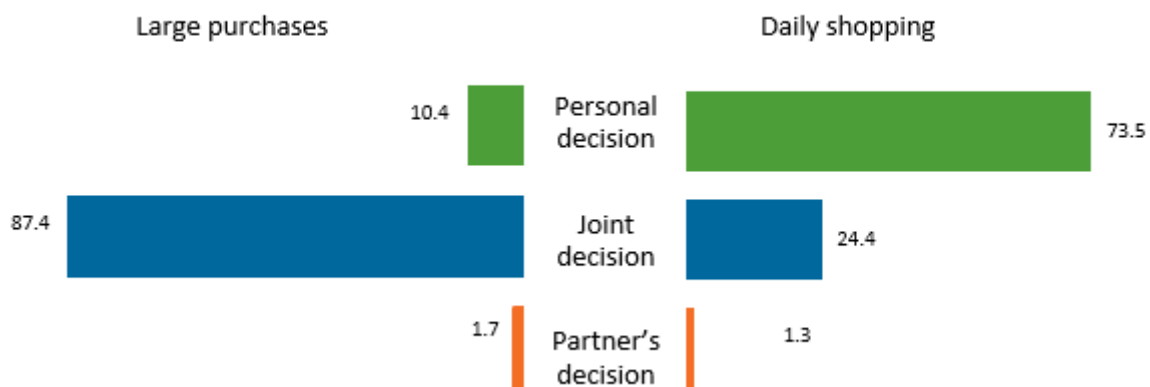 Large purchases
Daily shopping
10.4
Personal
decision
73.5
87.4
Joint
decision
24.4
1.7
Partner's
decision
1.3